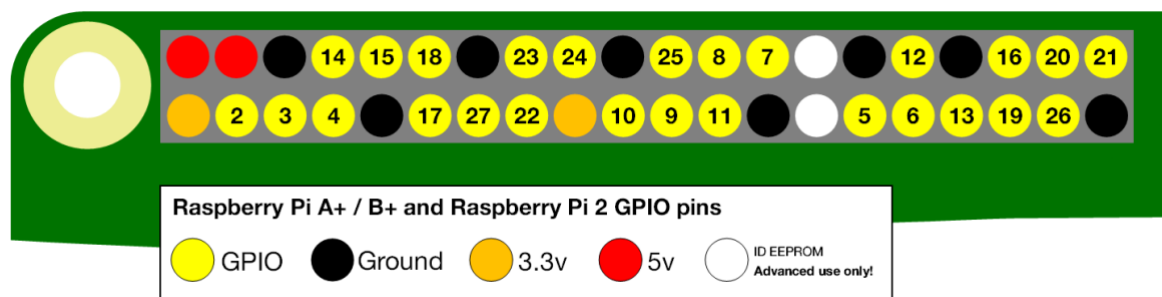 14 15 18 23 24 25 8 7 12 16 20 21
2 3 4 17 27 22 10 9 11 5 6 13 19 26
Raspberry Pi A+ / B+ and Raspberry Pi 2 GPIO pins
GPIO Ground 3.3v 5v ID EEPROM
Advanced use only!